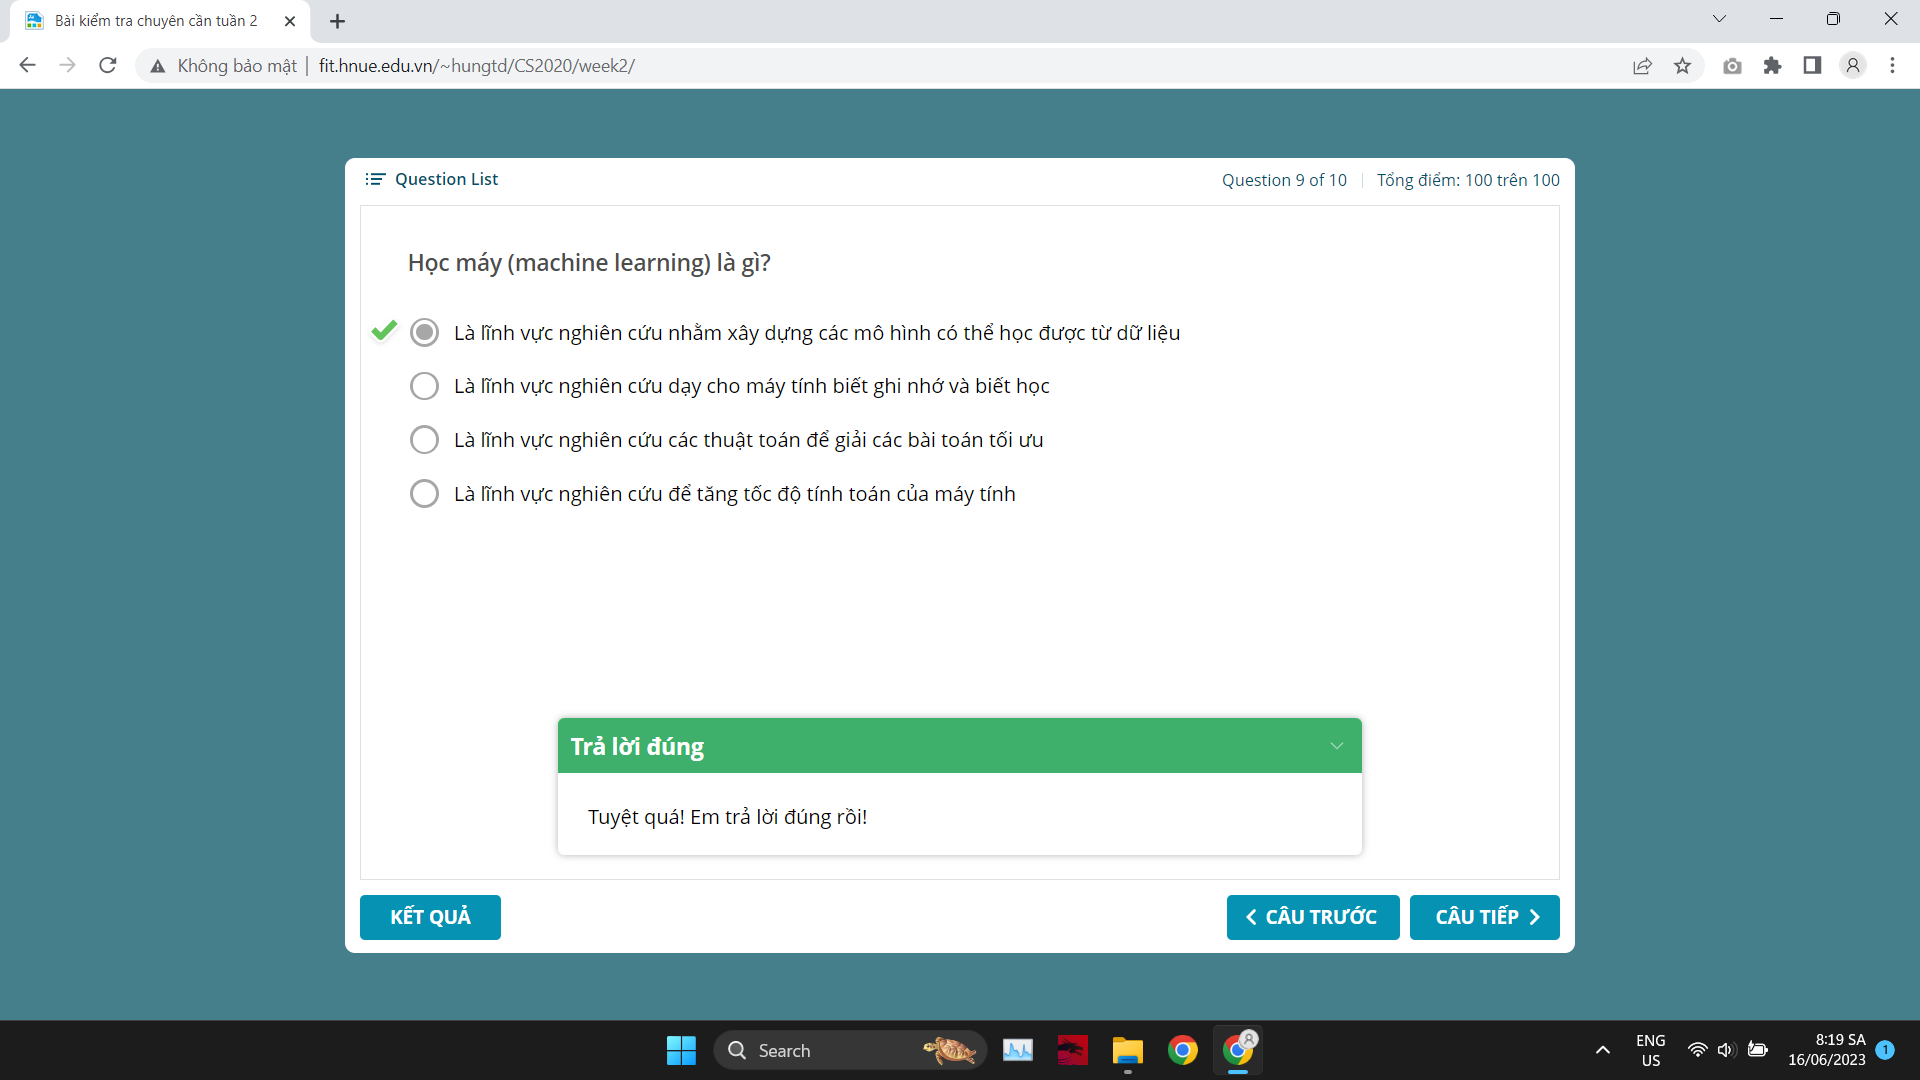 Bài kiểm tra chuyên cần tuần 2
Không bảo mật
fit.hnue.edu.vn/~hungtd/CS2020/week2/
Question List
Question 9 of 10
Tổng điểm: 100 trên 100
Học máy (machine learning) là gì?
Là lĩnh vực nghiên cứu nhằm xây dựng các mô hình có thể học được từ dữ liệu
Là lĩnh vực nghiên cứu dạy cho máy tính biết ghi nhớ và biết học
Là lĩnh vực nghiên cứu các thuật toán để giải các bài toán tối ưu
Là lĩnh vực nghiên cứu để tăng tốc độ tính toán của máy tính
Trả lời đúng
Tuyệt quá! Em trả lời đúng rồi!
KẾT QUẢ
CÂU TRƯỚC
CÂU TIẾP
Search
ENG
US
8:19 SA
16/06/2023
1